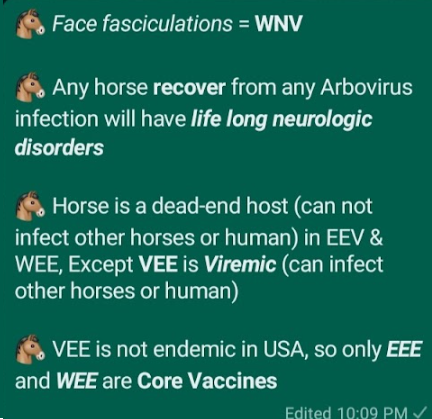 🐴 Face fasciculations = WNV
🐴 Any horse recover from any Arbovirus
infection will have life long neurologic
disorders
🐴 Horse is a dead-end host (can not
infect other horses or human) in EEV &
WEE, Except VEE is Viremic (can infect
other horses or human)
🐴 VEE is not endemic in USA, so only EEE
and WEE are Core Vaccines
Edited 10:09 PM ✓